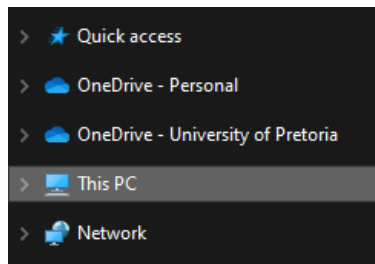 Quick access
OneDrive - Personal
OneDrive - University of Pretoria
This PC
Network